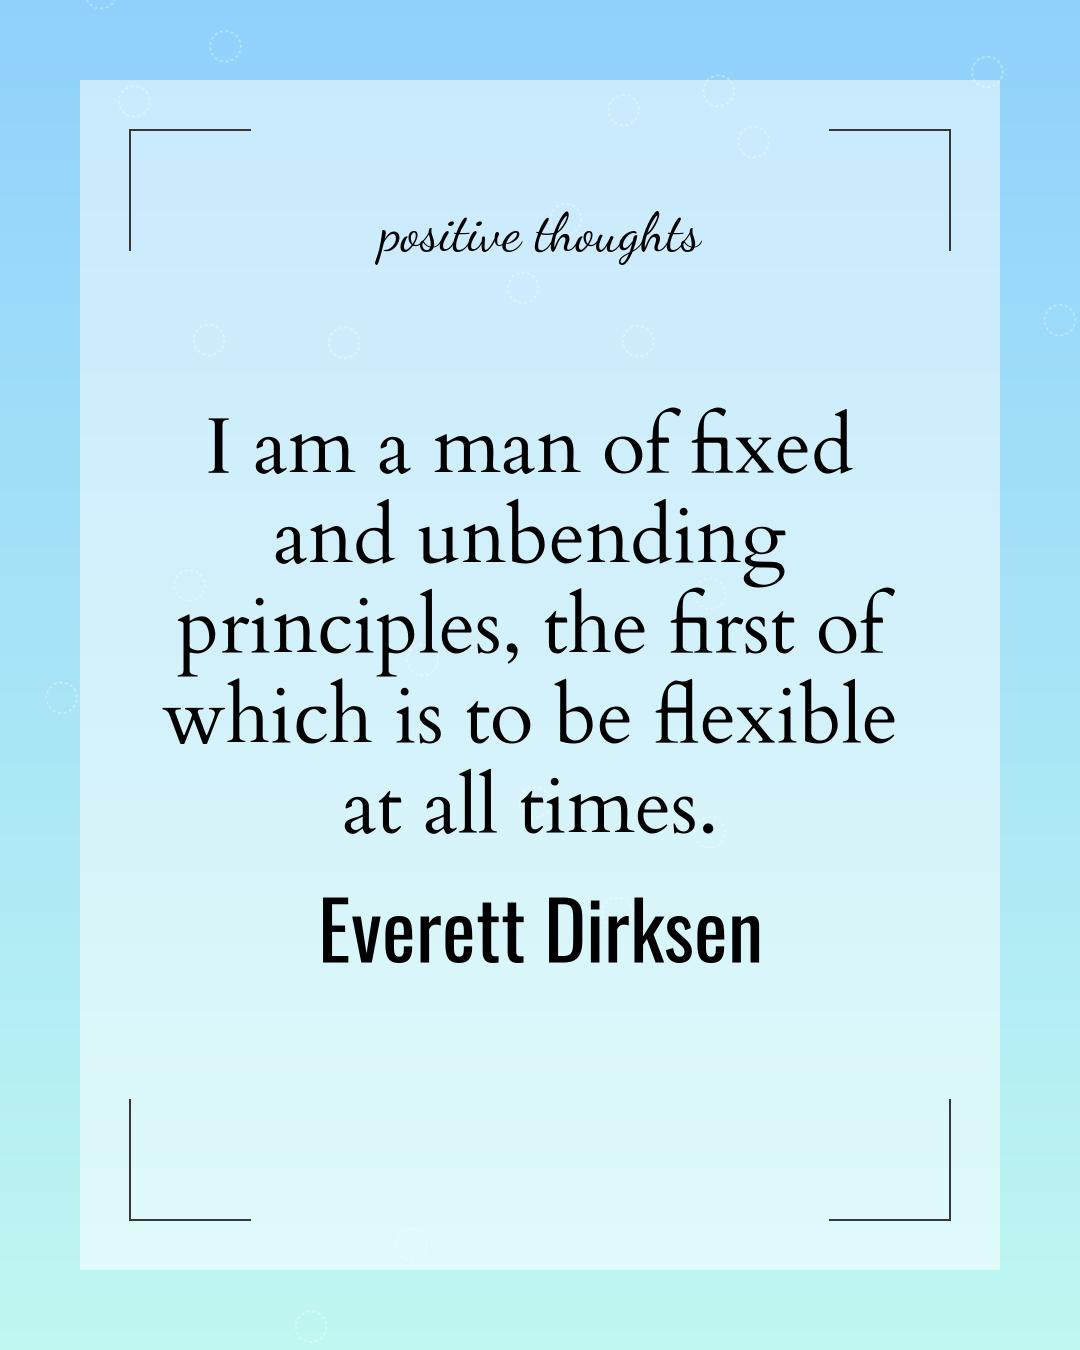 positive thoughts
I am a man of fixed
and unbending
principles, the first of
which is to be flexible
at all times.
Everett Dirksen